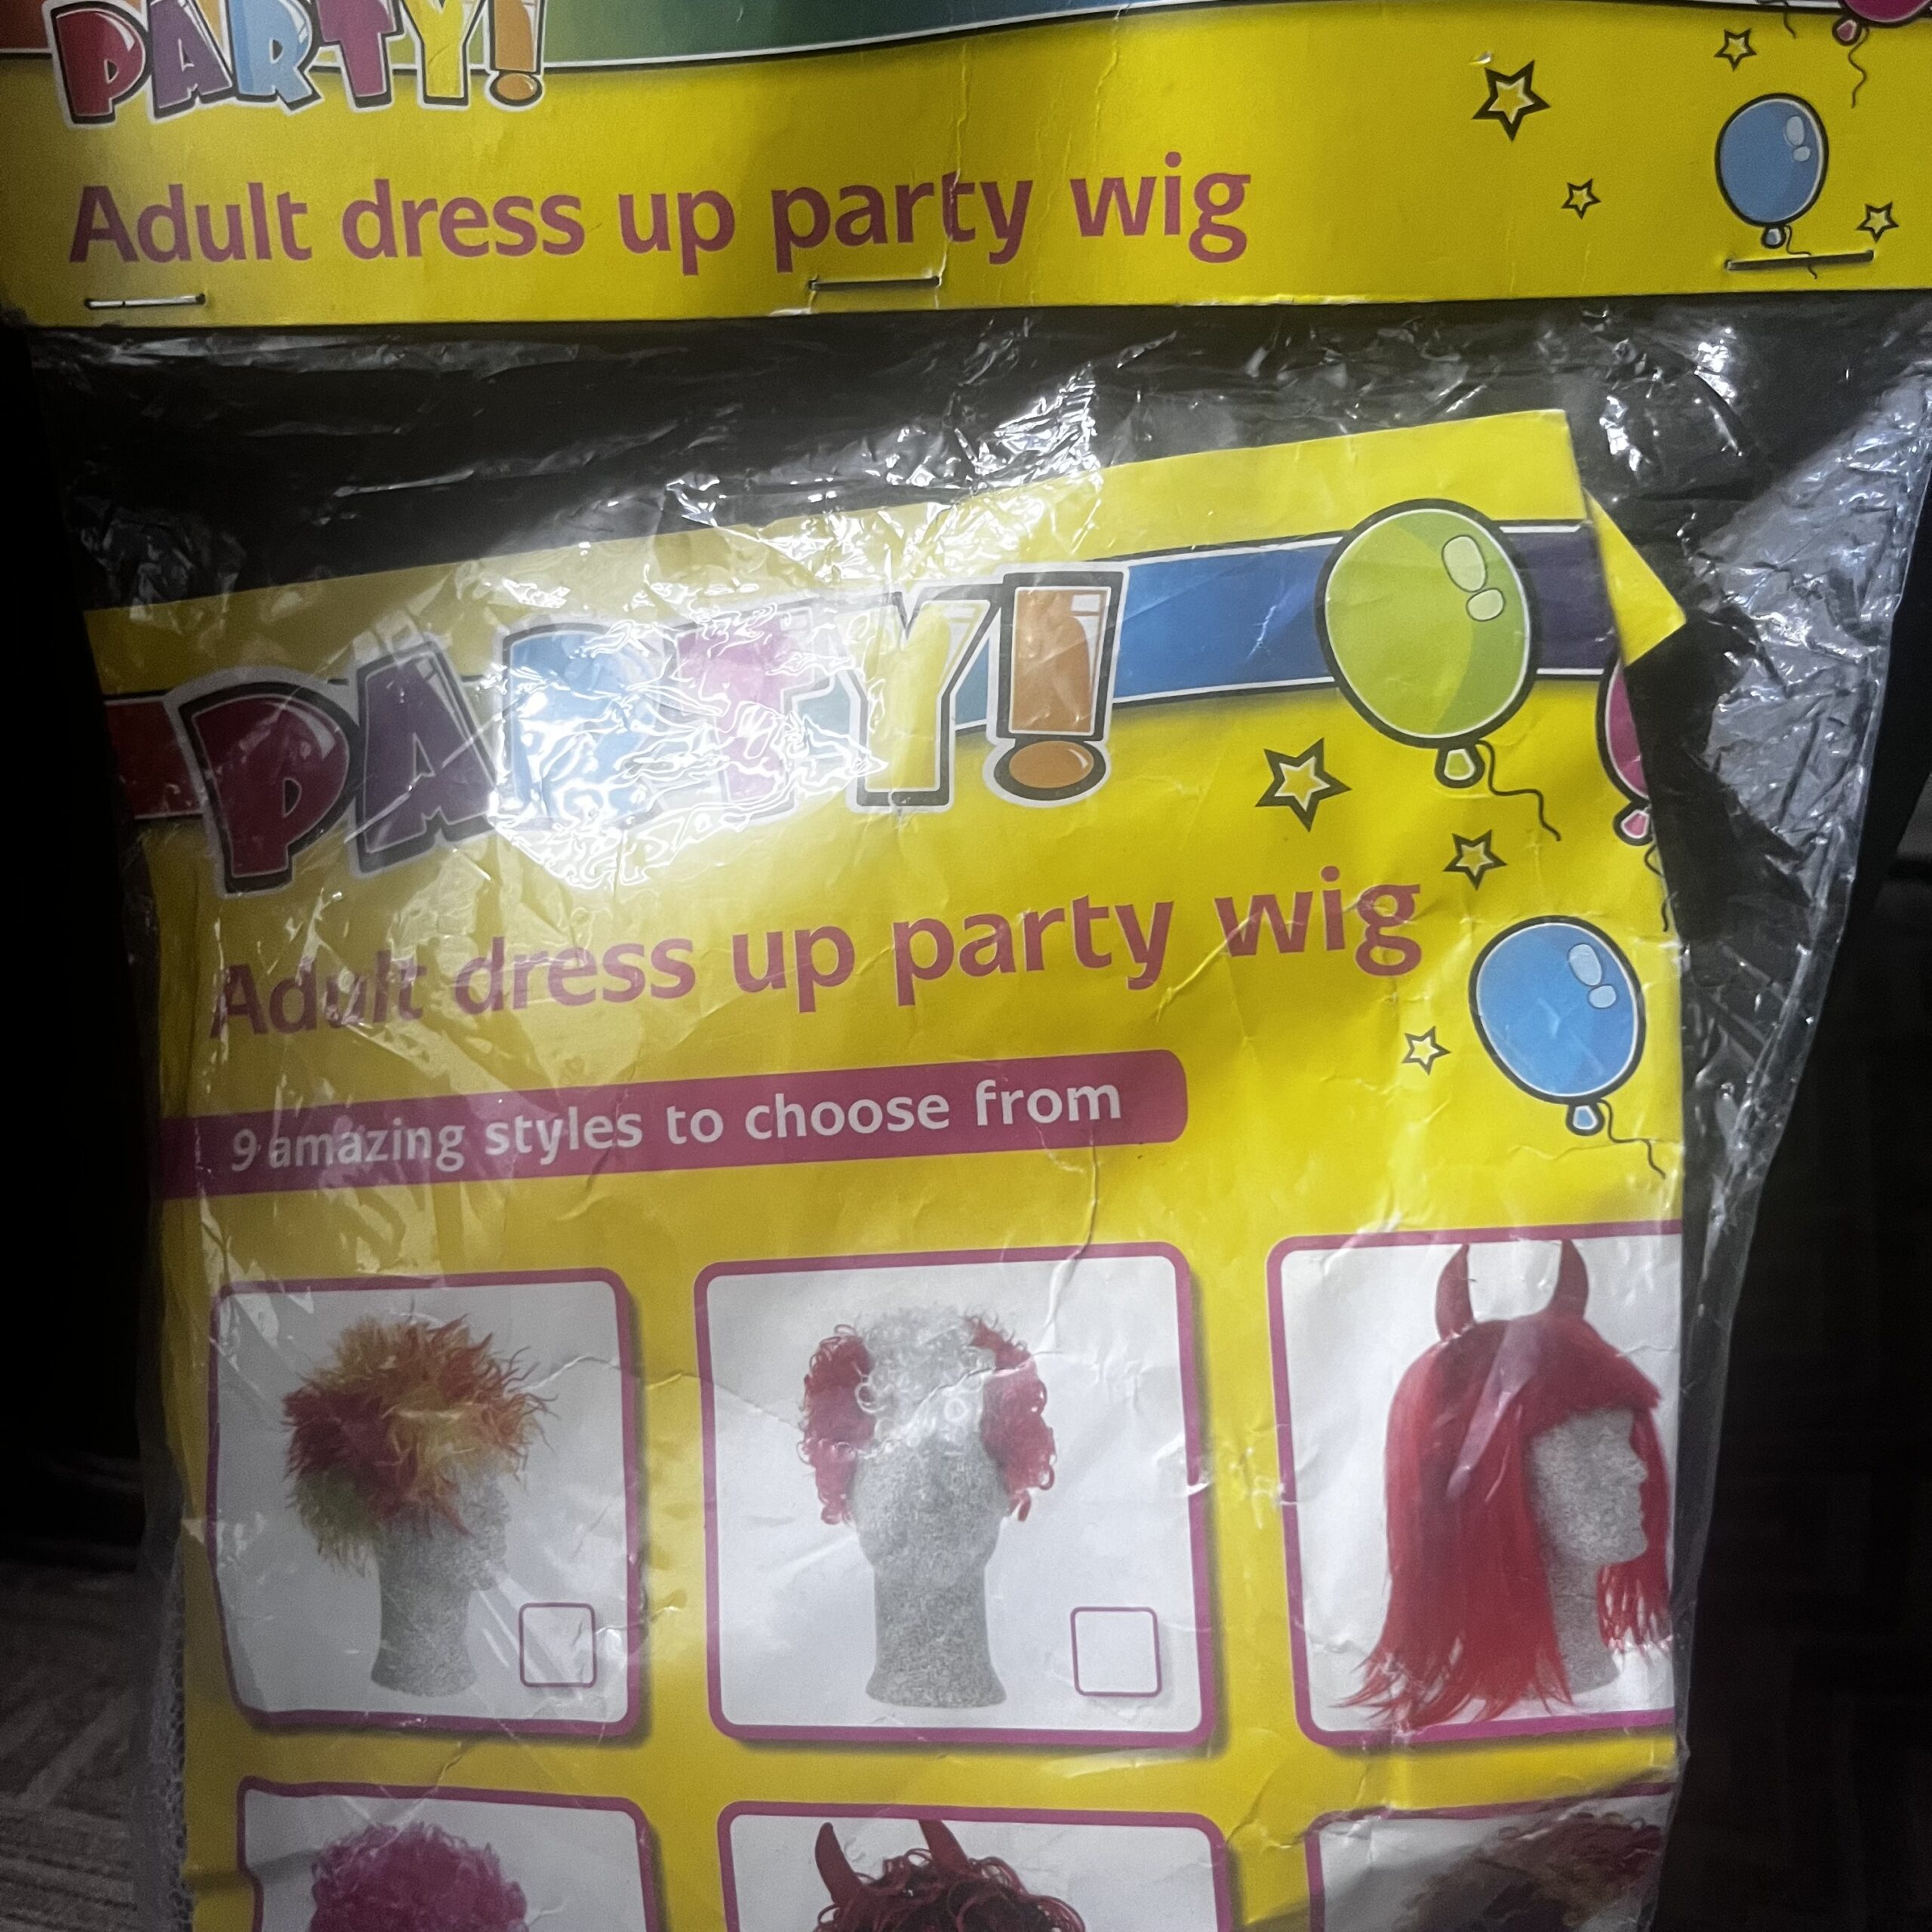 PARTY!
Adult dress up party wig
PARTY!
Adult dress up party wig
9 amazing styles to choose from